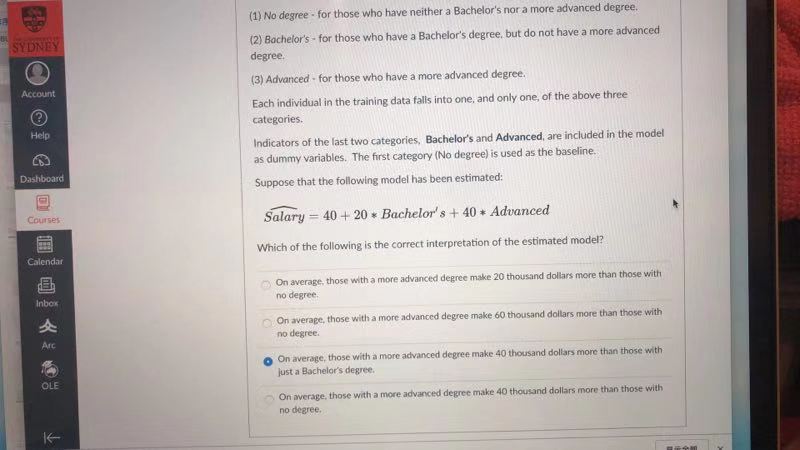 THE UNIVERSITY OF
SYDNEY
Account
Help
Dashboard
Courses
Calendar
Inbox
Arc
OLE
(1) No degree - for those who have neither a Bachelor's nor a more advanced degree.
(2) Bachelor's - for those who have a Bachelor's degree, but do not have a more advanced
degree.
(3) Advanced - for those who have a more advanced degree.
Each individual in the training data falls into one, and only one, of the above three
categories.
Indicators of the last two categories, Bachelor's and Advanced, are included in the model
as dummy variables. The first category (No degree) is used as the baseline.
Suppose that the following model has been estimated:
Salary = 40 + 20 * Bachelor's + 40 * Advanced
Which of the following is the correct interpretation of the estimated model?
On average, those with a more advanced degree make 20 thousand dollars more than those with
no degree.
On average, those with a more advanced degree make 60 thousand dollars more than those with
no degree.
On average, those with a more advanced degree make 40 thousand dollars more than those with
just a Bachelor's degree.
On average, those with a more advanced degree make 40 thousand dollars more than those with
no degree.